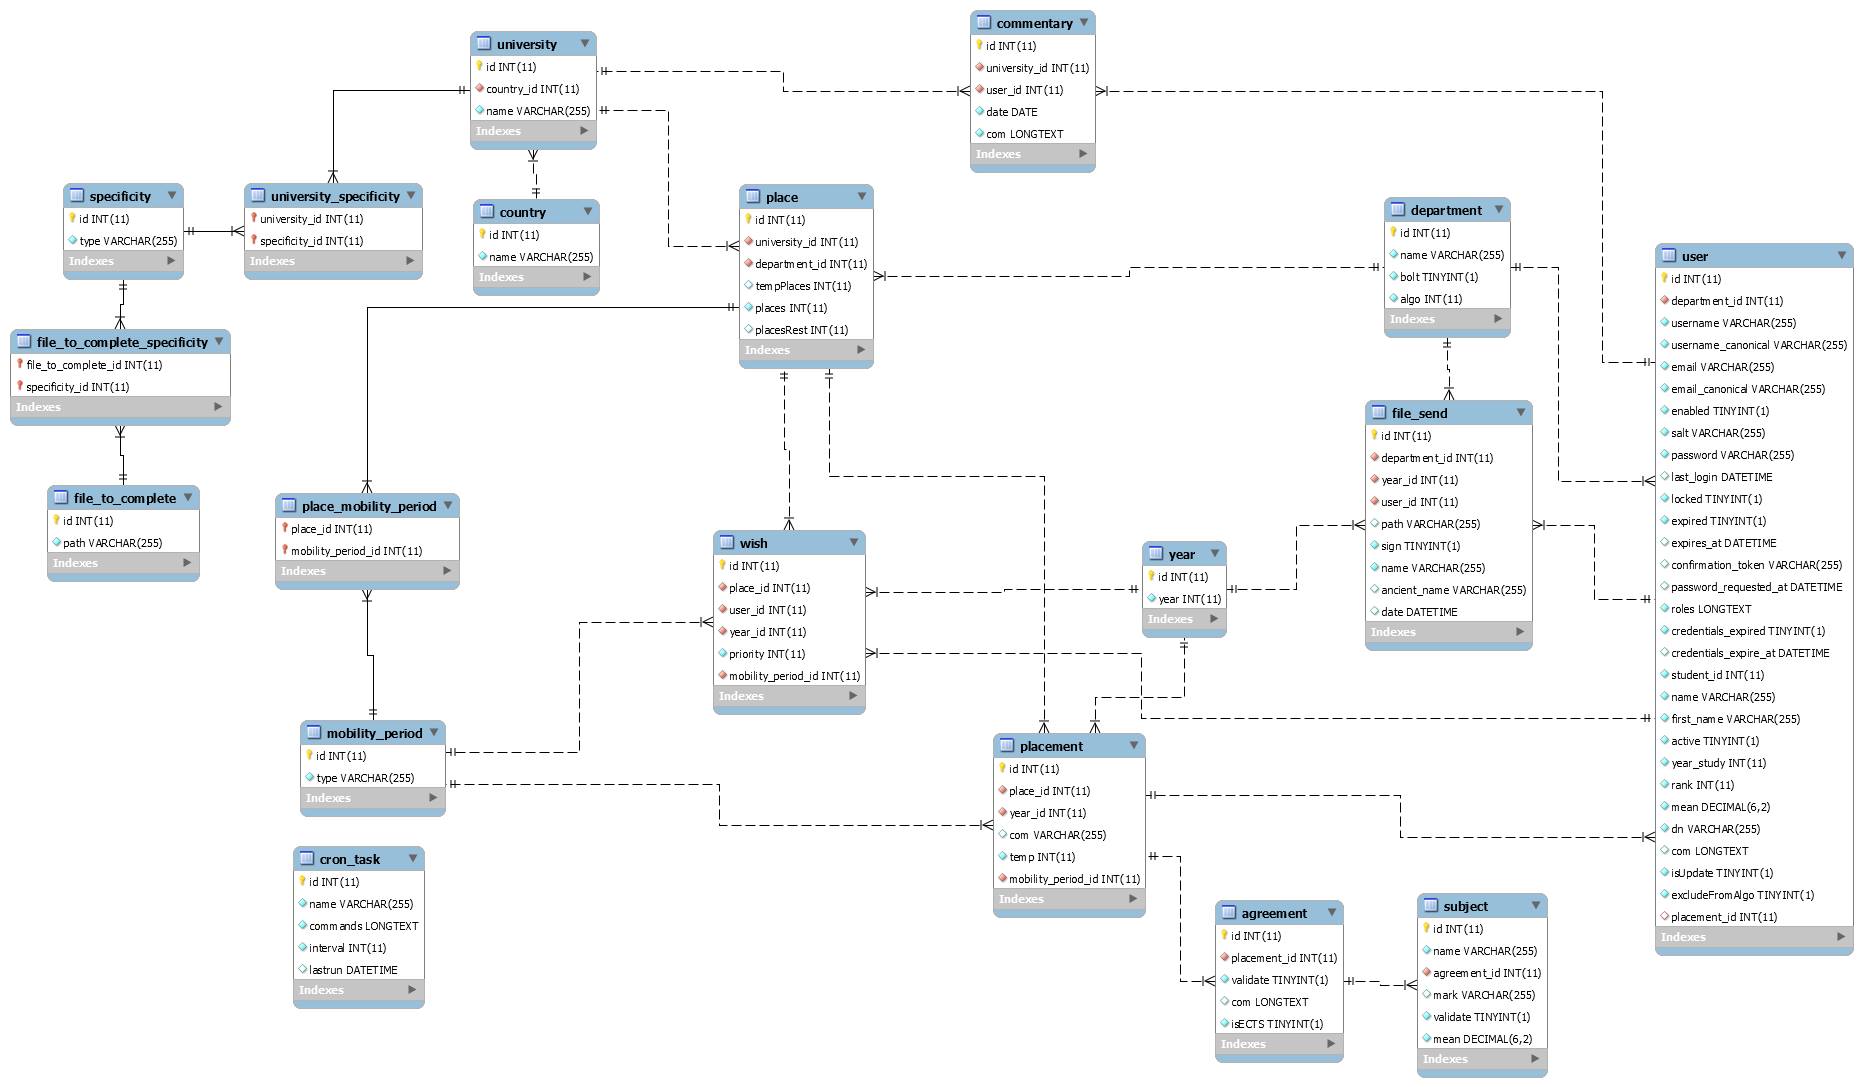 university
id INT(11)
country_id INT(11)
name VARCHAR(255)
Indexes
commentary
id INT(11)
university_id INT(11)
user_id INT(11)
date DATE
com LONGTEXT
Indexes
specificity
id INT(11)
type VARCHAR(255)
Indexes
university_specificity
university_id INT(11)
specificity_id INT(11)
Indexes
country
id INT(11)
name VARCHAR(255)
Indexes
place
id INT(11)
university_id INT(11)
department_id INT(11)
tempPlaces INT(11)
places INT(11)
placesRest INT(11)
Indexes
department
id INT(11)
name VARCHAR(255)
bolt TINYINT(1)
algo INT(11)
Indexes
user
id INT(11)
department_id INT(11)
username VARCHAR(255)
username_canonical VARCHAR(255)
email VARCHAR(255)
email_canonical VARCHAR(255)
enabled TINYINT(1)
salt VARCHAR(255)
password VARCHAR(255)
last_login DATETIME
locked TINYINT(1)
expired TINYINT(1)
expires_at DATETIME
confirmation_token VARCHAR(255)
password_requested_at DATETIME
roles LONGTEXT
credentials_expired TINYINT(1)
credentials_expire_at DATETIME
student_id INT(11)
name VARCHAR(255)
first_name VARCHAR(255)
active TINYINT(1)
year_study INT(11)
rank INT(11)
mean DECIMAL(6,2)
dn VARCHAR(255)
com LONGTEXT
isUpdate TINYINT(1)
excludeFromAlgo TINYINT(1)
placement_id INT(11)
Indexes
file_to_complete_specificity
file_to_complete_id INT(11)
specificity_id INT(11)
Indexes
file_send
id INT(11)
department_id INT(11)
year_id INT(11)
user_id INT(11)
path VARCHAR(255)
sign TINYINT(1)
name VARCHAR(255)
ancient_name VARCHAR(255)
date DATETIME
Indexes
file_to_complete
id INT(11)
path VARCHAR(255)
Indexes
place_mobility_period
place_id INT(11)
mobility_period_id INT(11)
Indexes
wish
id INT(11)
place_id INT(11)
user_id INT(11)
year_id INT(11)
priority INT(11)
mobility_period_id INT(11)
Indexes
year
id INT(11)
year INT(11)
Indexes
mobility_period
id INT(11)
type VARCHAR(255)
Indexes
placement
id INT(11)
place_id INT(11)
year_id INT(11)
com VARCHAR(255)
temp INT(11)
mobility_period_id INT(11)
Indexes
cron_task
id INT(11)
name VARCHAR(255)
commands LONGTEXT
interval INT(11)
lastrun DATETIME
Indexes
agreement
id INT(11)
placement_id INT(11)
validate TINYINT(1)
com LONGTEXT
isECTS TINYINT(1)
Indexes
subject
id INT(11)
name VARCHAR(255)
agreement_id INT(11)
mark VARCHAR(255)
validate TINYINT(1)
mean DECIMAL(6,2)
Indexes